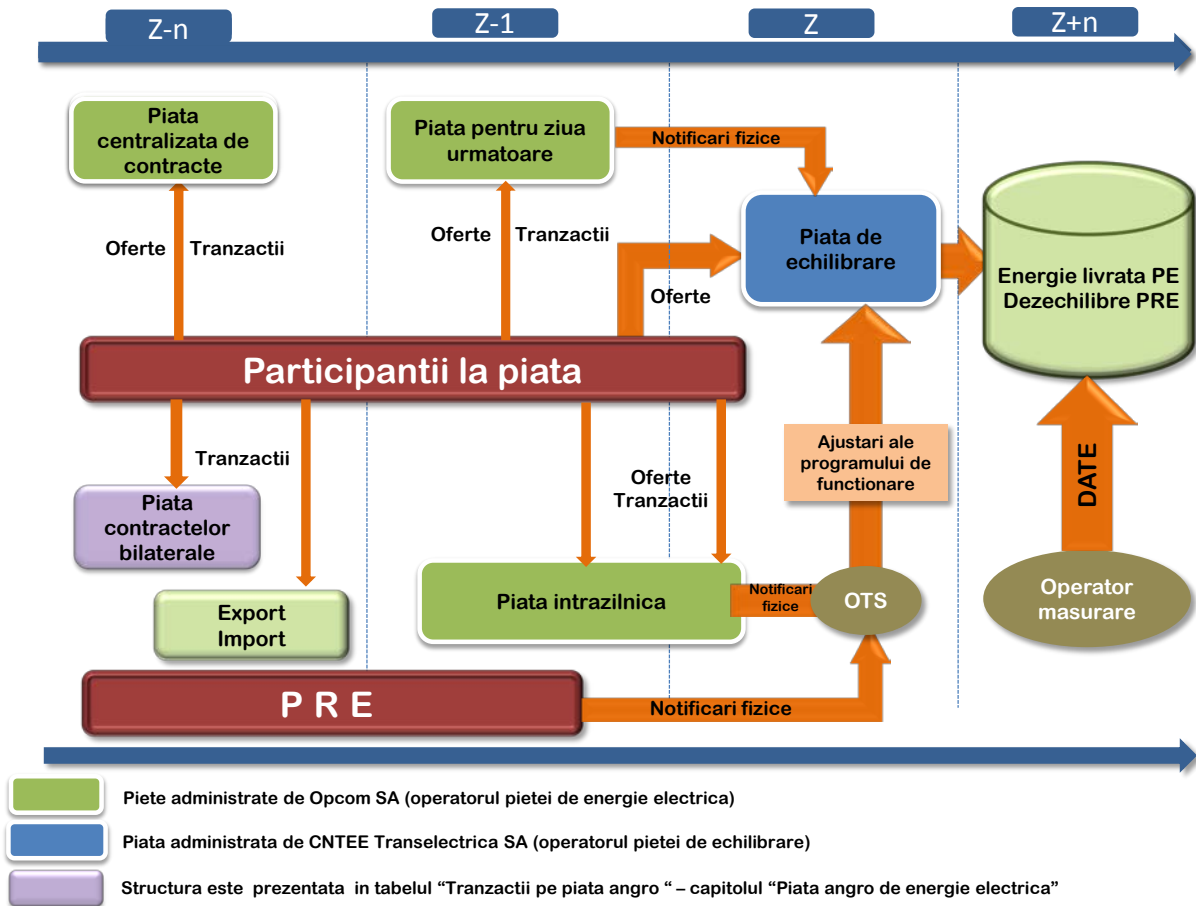 Z-n
Z-1
Z
Z+n
Piata
centralizata de
contracte
Piata pentru ziua
urmatoare
Notificari fizice
Oferte
Tranzactii
Oferte
Tranzactii
Piata de
echilibrare
Oferte
Energie livrata PE
Dezechilibre PRE
Participantii la piata
Tranzactii
Piata
contractelor
bilaterale
Export
Import
Oferte
Tranzactii
Ajustari ale
programului de
functionare
DATE
Piata intrazilnica
Notificari
fizice
OTS
Operator
masurare
P R E
Notificari fizice
Piete administrate de Opcom SA (operatorul pietei de energie electrica)
Piata administrata de CNTEE Transelectrica SA (operatorul pietei de echilibrare)
Structura este  prezentata  in tabelul “Tranzactii pe piata angro “ – capitolul “Piata angro de energie electrica”